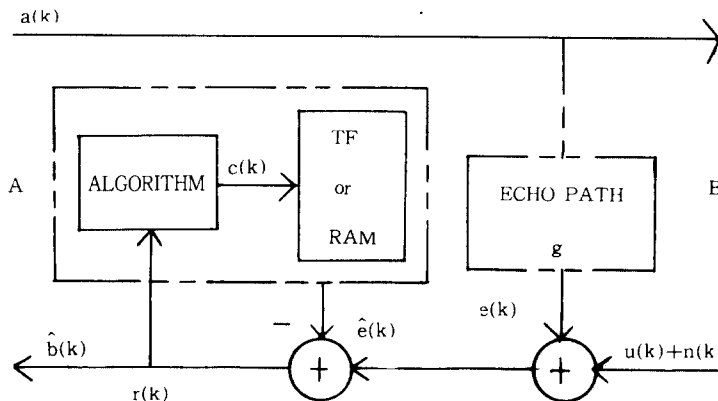 a(k)
A
ALGORITHM
c(k)
TF
or
RAM
ECHO PATH
g
B
b̂(k)
r(k)
−
ê(k)
e(k)
u(k)+n(k
+
+